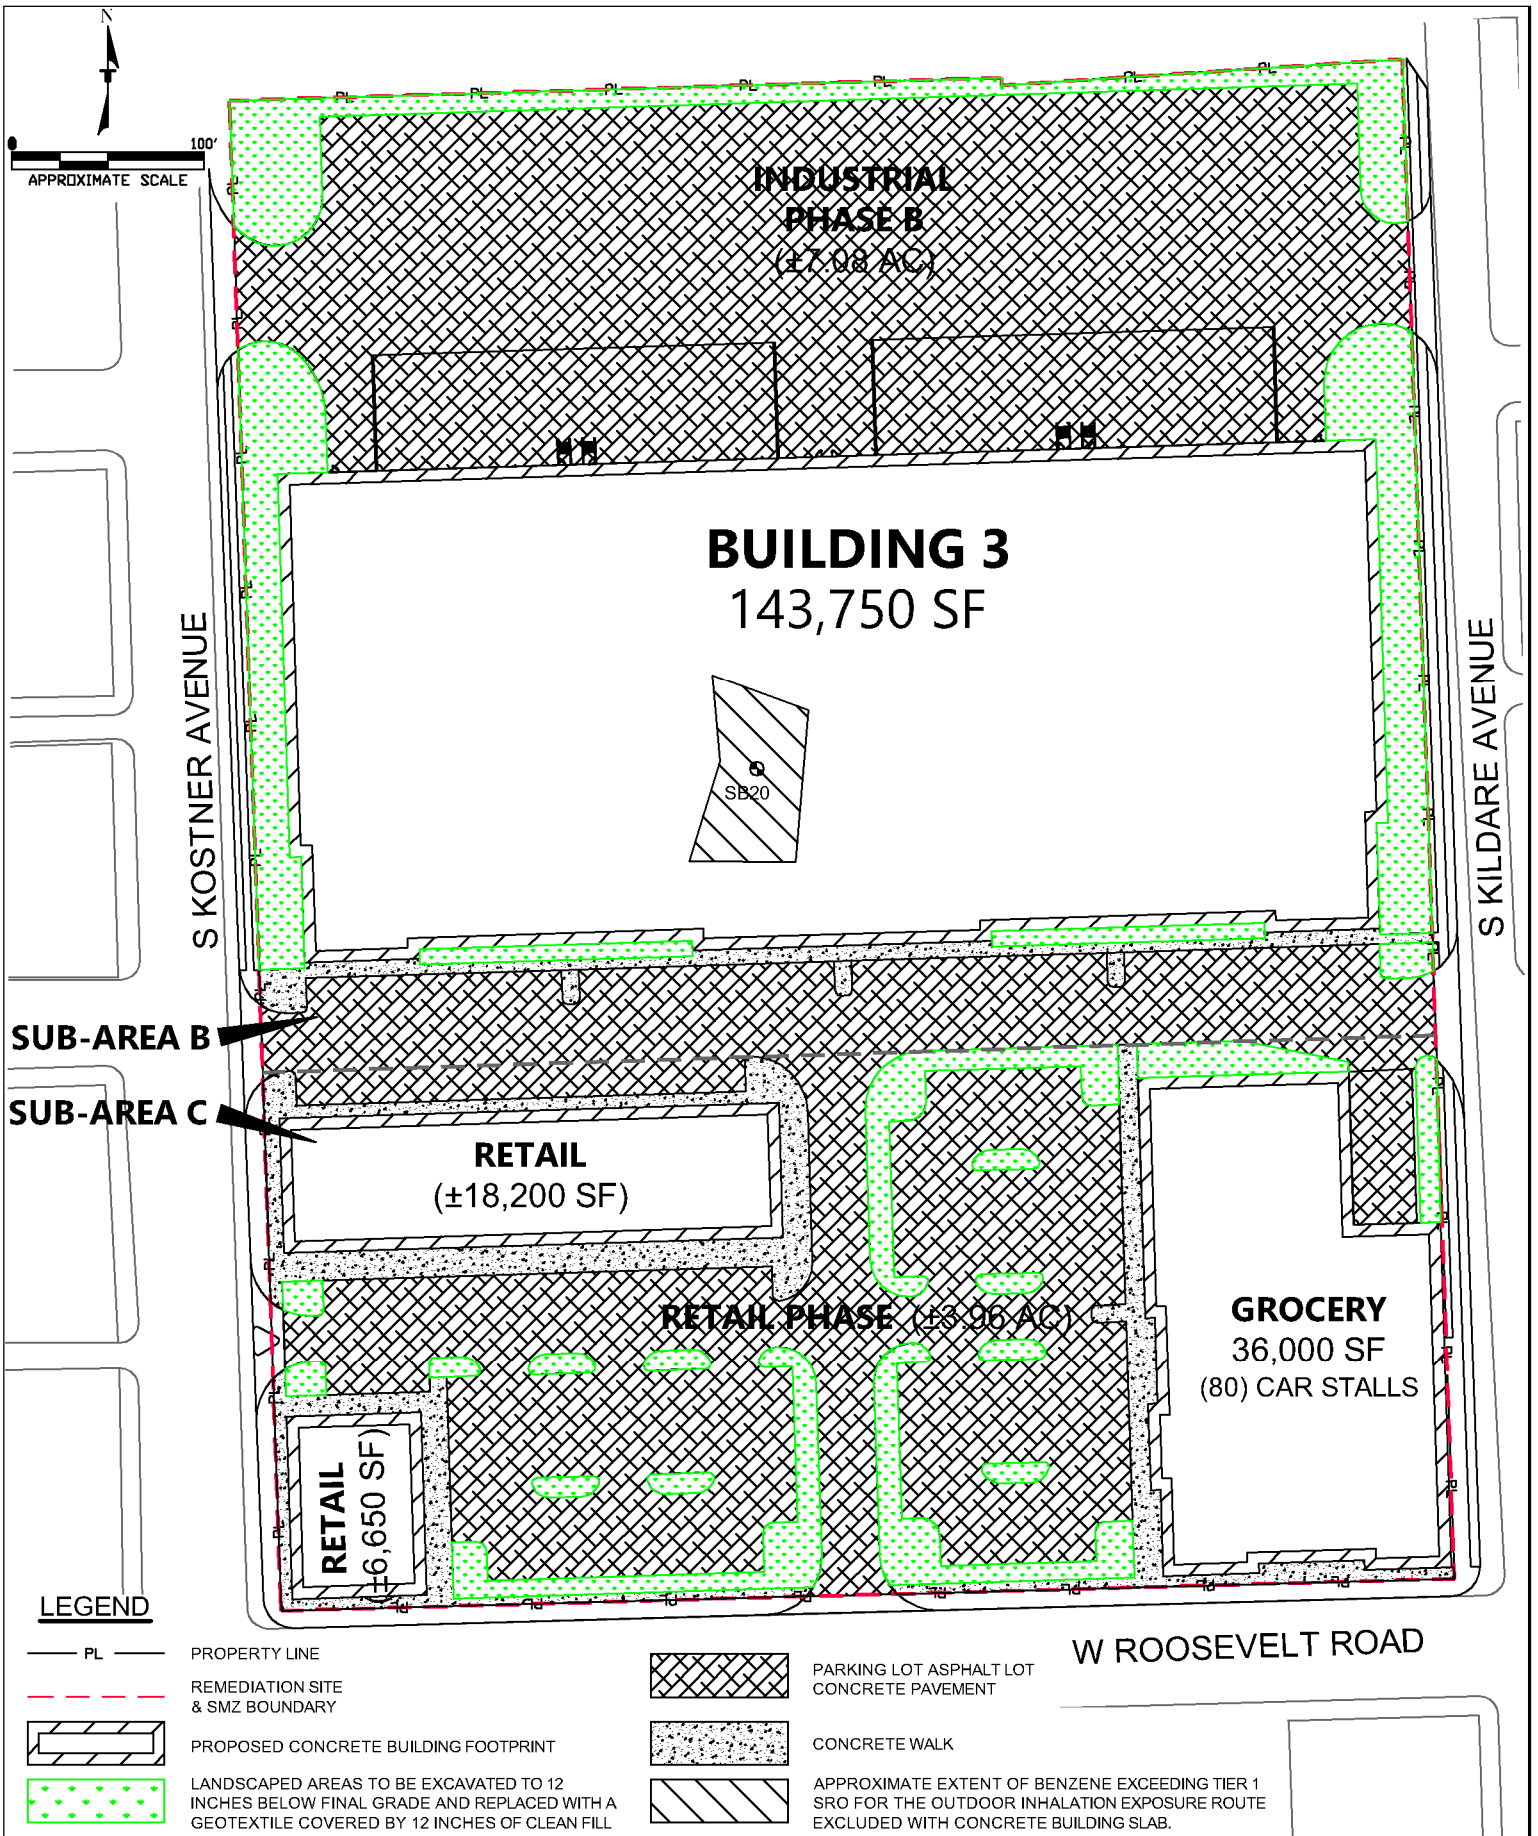 N
0 100'
APPROXIMATE SCALE
INDUSTRIAL
PHASE B
(±7.08 AC)
BUILDING 3
143,750 SF
SB20
S KOSTNER AVENUE
S KILDARE AVENUE
SUB-AREA B
SUB-AREA C
RETAIL
(±18,200 SF)
RETAIL PHASE (±3.96 AC)
GROCERY
36,000 SF
(80) CAR STALLS
RETAIL
±6,650 SF)
W ROOSEVELT ROAD
LEGEND
PL PROPERTY LINE
REMEDIATION SITE
& SMZ BOUNDARY
PROPOSED CONCRETE BUILDING FOOTPRINT
LANDSCAPED AREAS TO BE EXCAVATED TO 12
INCHES BELOW FINAL GRADE AND REPLACED WITH A
GEOTEXTILE COVERED BY 12 INCHES OF CLEAN FILL
PARKING LOT ASPHALT LOT
CONCRETE PAVEMENT
CONCRETE WALK
APPROXIMATE EXTENT OF BENZENE EXCEEDING TIER 1
SRO FOR THE OUTDOOR INHALATION EXPOSURE ROUTE
EXCLUDED WITH CONCRETE BUILDING SLAB.